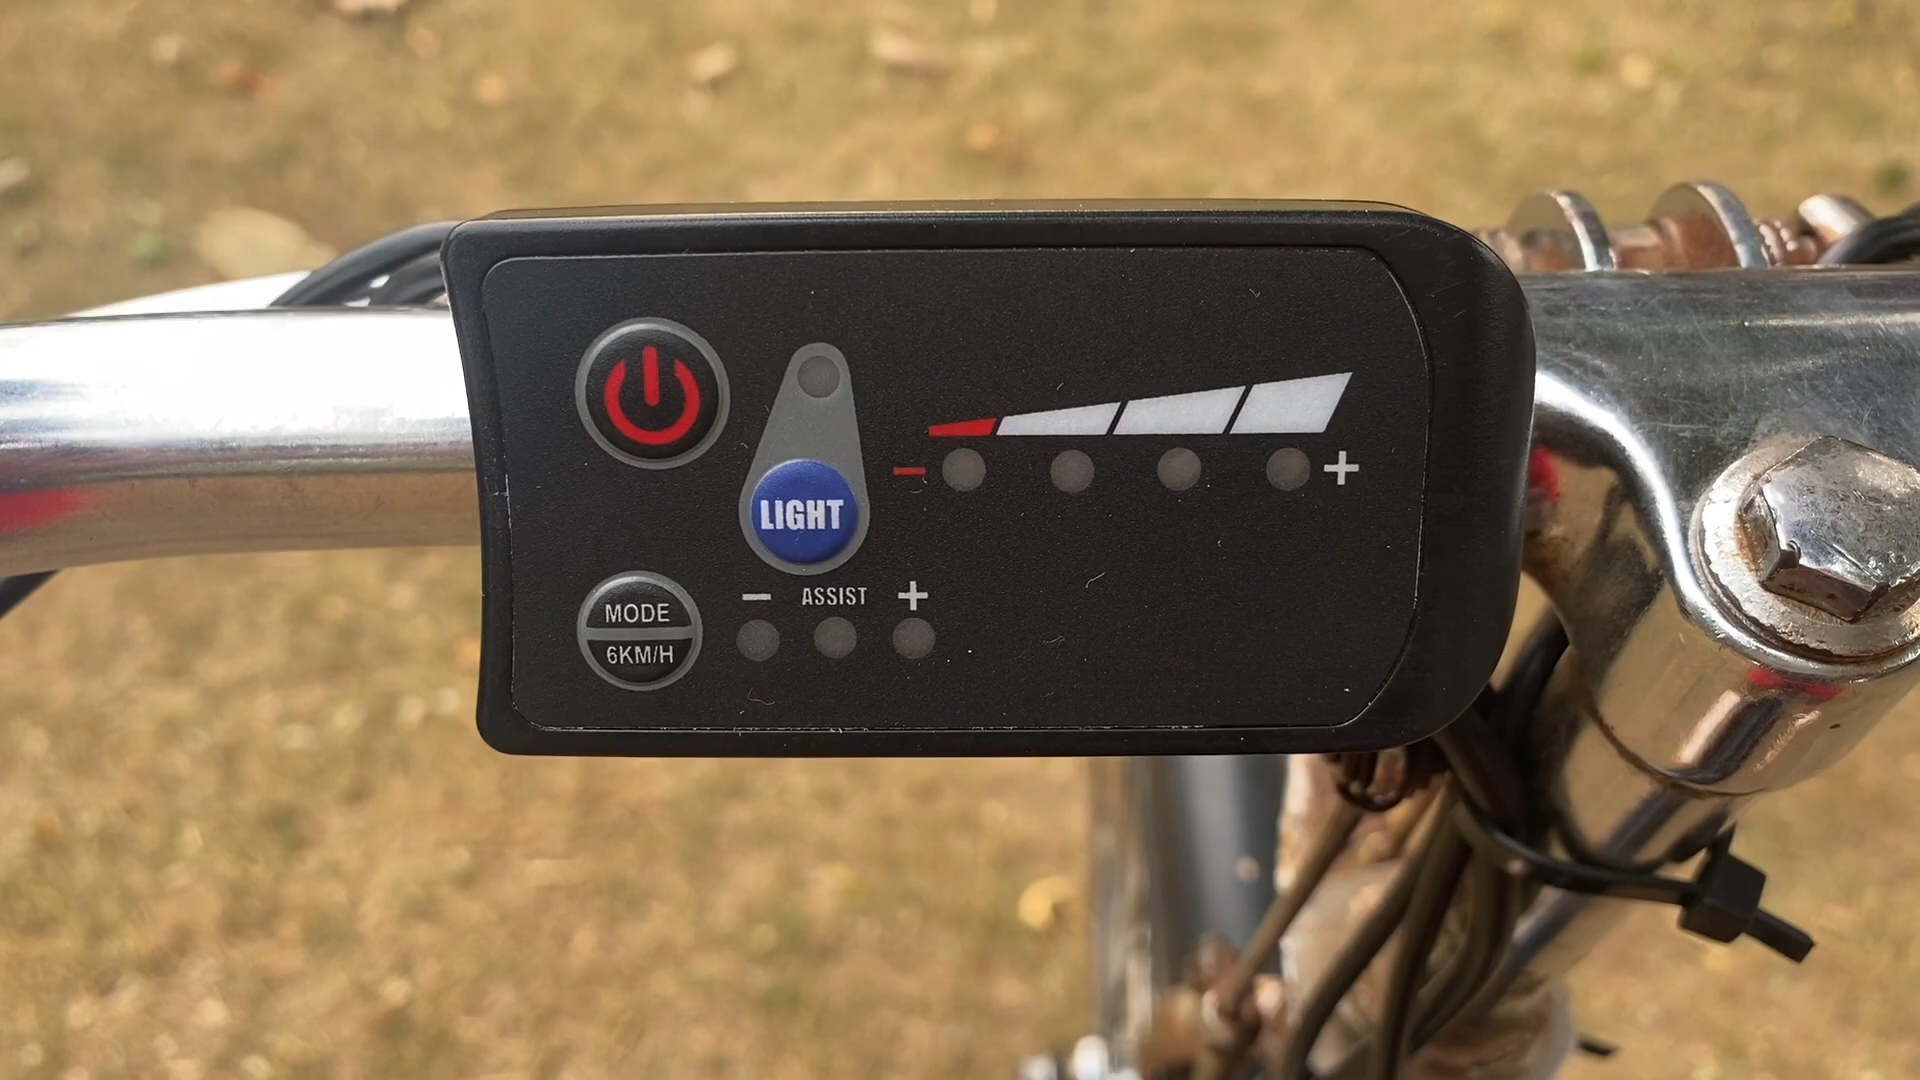 LIGHT
- +
- ASSIST +
MODE
6KM/H